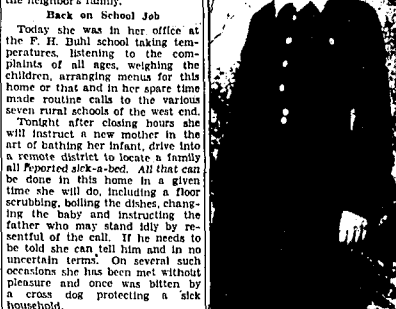 the neighbor's family.
Back on School Job
Today she was in her office at
the F. H. Buhl school taking tem-
peratures, listening to the com-
plaints of all ages, weighing the
children, arranging menus for this
home or that and in her spare time
made routine calls to the various
seven rural schools of the west end.
Tonight after closing hours she
will instruct a new mother in the
art of bathing her infant, drive into
a remote district to locate a family
all reported sick-a-bed. All that can
be done in this home in a given
time she will do, including a floor
scrubbing, boiling the dishes, chang-
ing the baby and instructing the
father who may stand idly by re-
sentful of the call. If he needs to
be told she can tell him and in no
uncertain terms. On several such
occasions she has been met without
pleasure and once was bitten by
a cross dog protecting a sick
household.